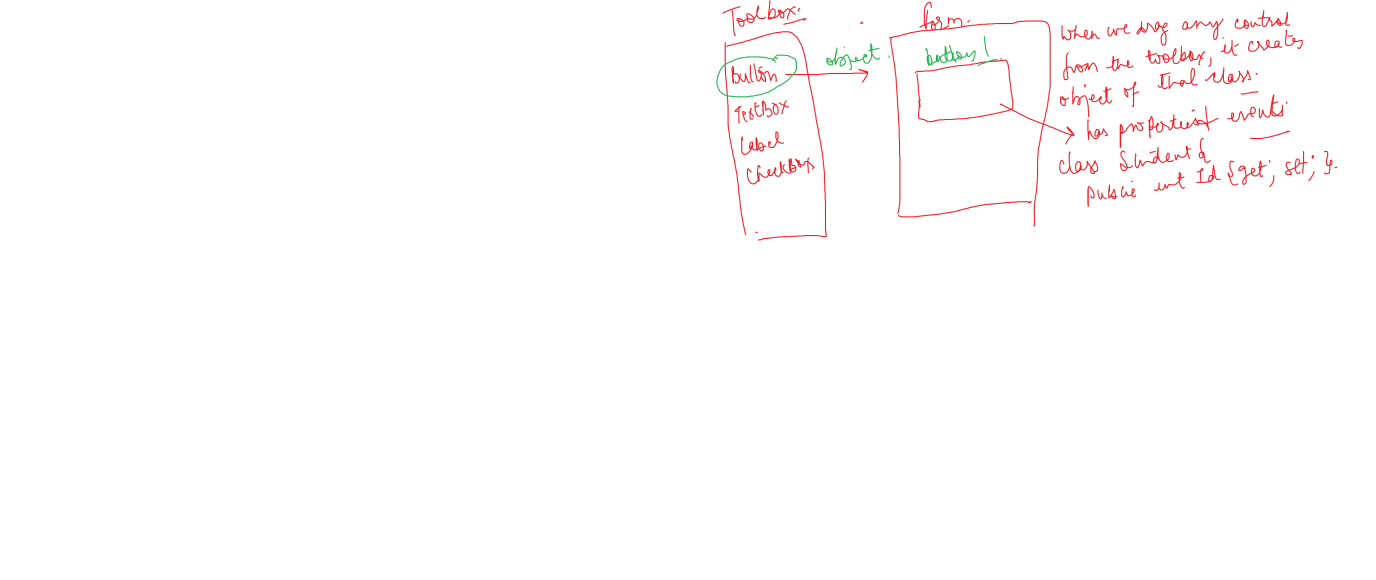 Toolbox.
Button
TextBox
Label
CheckBox
object.
form.
button1
When we drag any control
from the toolbox, it creates
object of that class.
has properties+ events
class Student{
Public int Id {get; set; }.